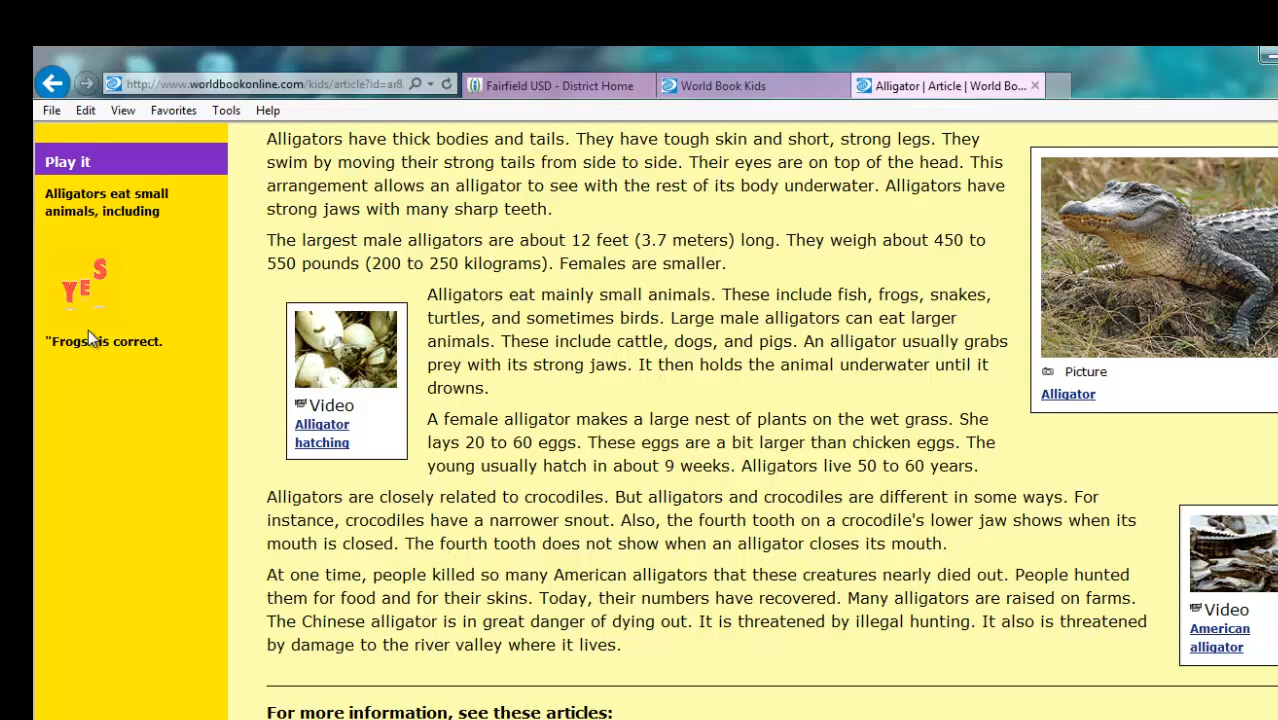 http://www.worldbookonline.com/kids/article?id=ar8
Fairfield USD - District Home
World Book Kids
Alligator | Article | World Bo...
File Edit View Favorites Tools Help
Play it
Alligators eat small
animals, including
YES
"Frogs is correct.
Alligators have thick bodies and tails. They have tough skin and short, strong legs. They
swim by moving their strong tails from side to side. Their eyes are on top of the head. This
arrangement allows an alligator to see with the rest of its body underwater. Alligators have
strong jaws with many sharp teeth.
The largest male alligators are about 12 feet (3.7 meters) long. They weigh about 450 to
550 pounds (200 to 250 kilograms). Females are smaller.
Alligators eat mainly small animals. These include fish, frogs, snakes,
turtles, and sometimes birds. Large male alligators can eat larger
animals. These include cattle, dogs, and pigs. An alligator usually grabs
prey with its strong jaws. It then holds the animal underwater until it
drowns.
Video
Alligator
hatching
A female alligator makes a large nest of plants on the wet grass. She
lays 20 to 60 eggs. These eggs are a bit larger than chicken eggs. The
young usually hatch in about 9 weeks. Alligators live 50 to 60 years.
Picture
Alligator
Alligators are closely related to crocodiles. But alligators and crocodiles are different in some ways. For
instance, crocodiles have a narrower snout. Also, the fourth tooth on a crocodile's lower jaw shows when its
mouth is closed. The fourth tooth does not show when an alligator closes its mouth.
At one time, people killed so many American alligators that these creatures nearly died out. People hunted
them for food and for their skins. Today, their numbers have recovered. Many alligators are raised on farms.
The Chinese alligator is in great danger of dying out. It is threatened by illegal hunting. It also is threatened
by damage to the river valley where it lives.
Video
American
alligator
For more information, see these articles: